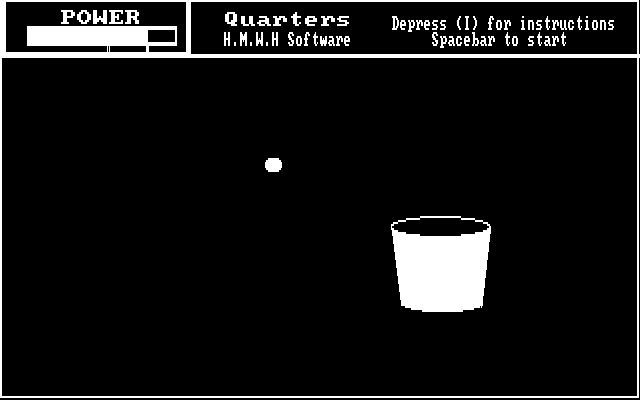 POWER
Quarters
H.M.W.H Software
Depress (I) for instructions
Spacebar to start